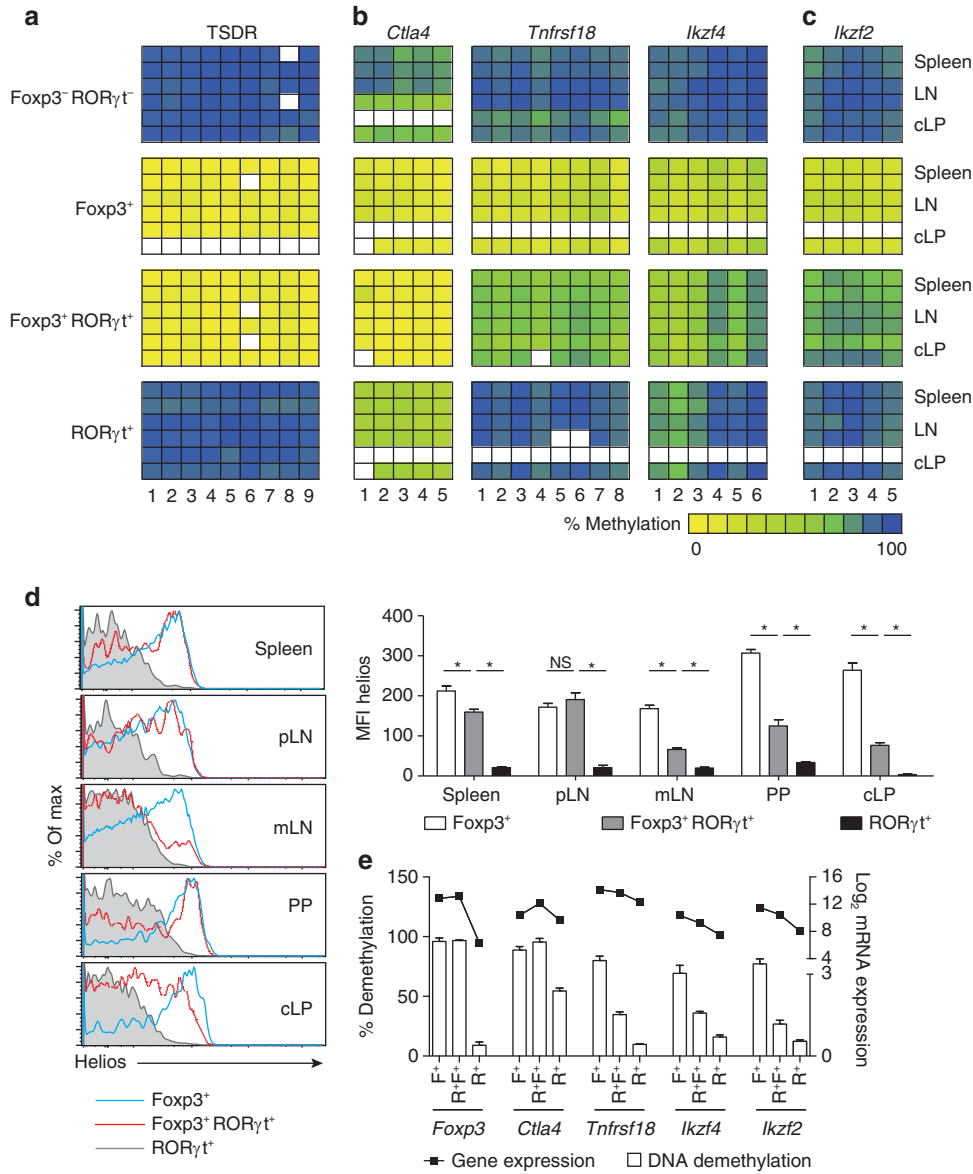 a b c
TSDR Ctla4 Tnfrsf18 Ikzf4 Ikzf2
Foxp3⁻ RORγt⁻ Spleen
LN
cLP
Foxp3⁺ Spleen
LN
cLP
Foxp3⁺ RORγt⁺ Spleen
LN
cLP
RORγt⁺ Spleen
LN
cLP
1 2 3 4 5 6 7 8 9 1 2 3 4 5 1 2 3 4 5 6 7 8 1 2 3 4 5 6 1 2 3 4 5
% Methylation
0 100
d
% Of max
Spleen
pLN
mLN
PP
cLP
Helios
Foxp3⁺
Foxp3⁺ RORγt⁺
RORγt⁺
MFI helios
400
300
200
100
0
* * NS * * * * * * *
Spleen pLN mLN PP cLP
Foxp3⁺ Foxp3⁺ RORγt⁺ RORγt⁺
e
% Demethylation
150
100
50
0
Log₂ mRNA expression
16
12
8
4
3
0
F⁺ R⁺F⁺ R⁺ F⁺ R⁺F⁺ R⁺ F⁺ R⁺F⁺ R⁺ F⁺ R⁺F⁺ R⁺ F⁺ R⁺F⁺ R⁺
Foxp3 Ctla4 Tnfrsf18 Ikzf4 Ikzf2
Gene expression DNA demethylation